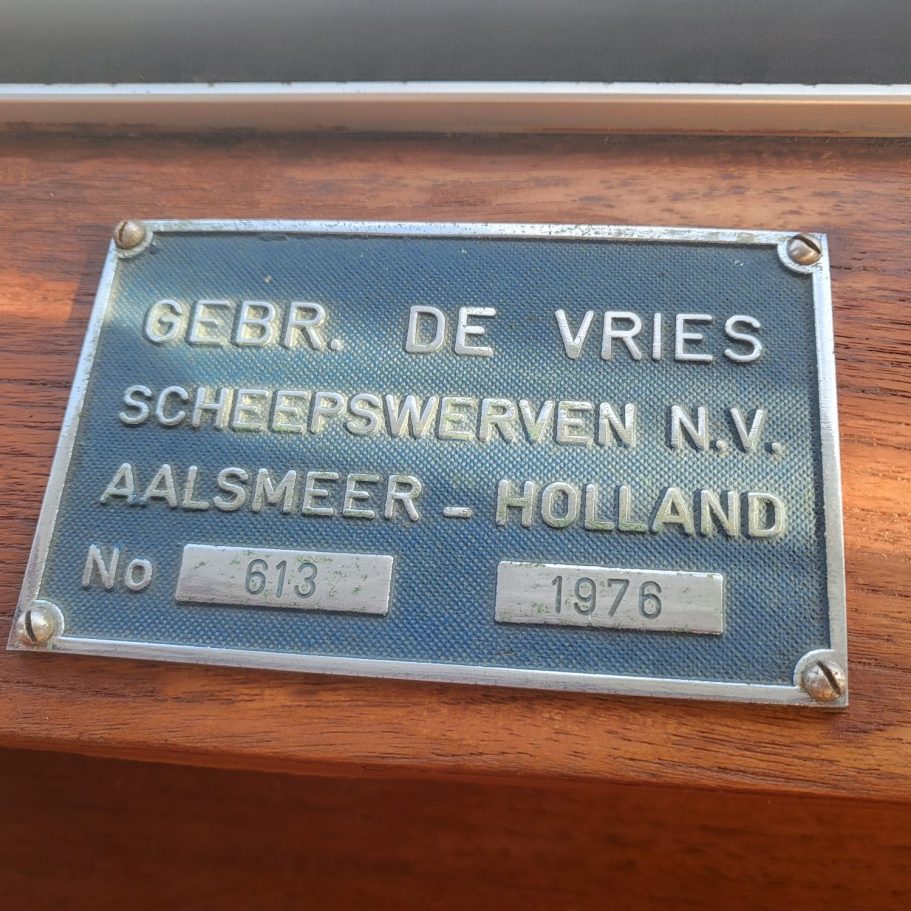 GEBR. DE VRIES
SCHEEPSWERVEN N.V.
AALSMEER - HOLLAND
No 613 1976